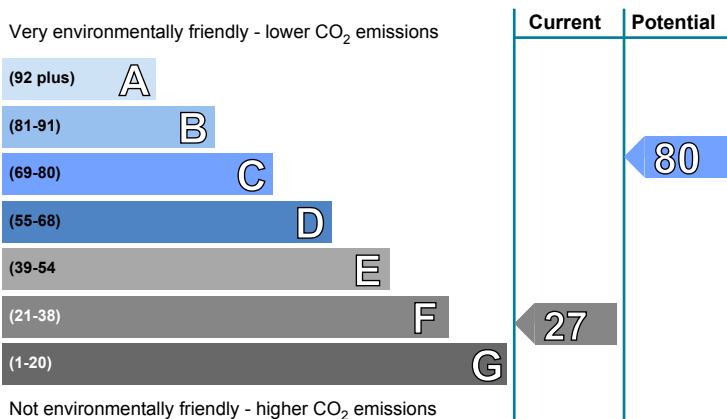 Current Potential
Very environmentally friendly - lower CO2 emissions
(92 plus) A
(81-91) B
(69-80) C
80
(55-68) D
(39-54 E
(21-38) F
27
(1-20) G
Not environmentally friendly - higher CO2 emissions